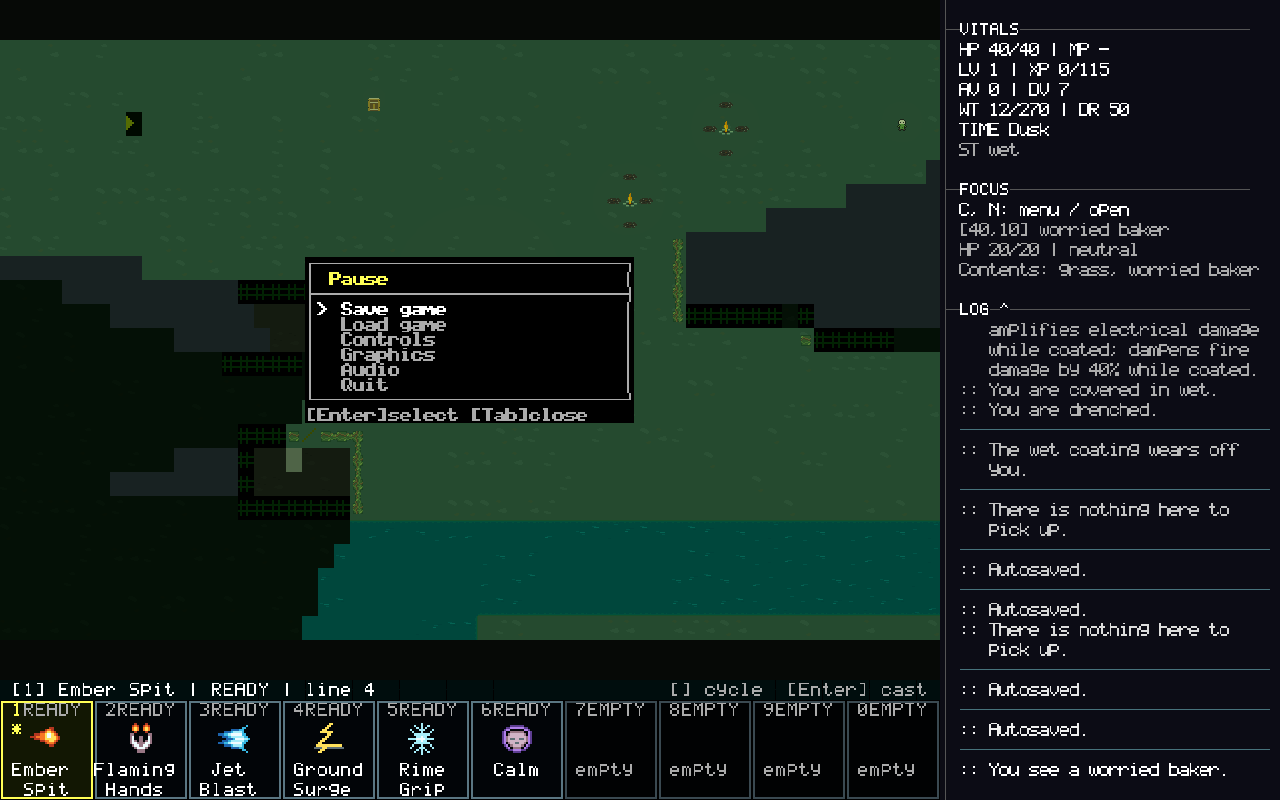 VITALS
HP 40/40 | MP -
LV 1 | XP 0/115
AV 0 | DV 7
WT 12/270 | DR 50
TIME Dusk
ST wet
FOCUS
C, N: menu / oPen
[40,10] worried baker
HP 20/20 | neutral
Contents: grass, worried baker
LOG ^
amPlifies electrical damage
while coated; damPens fire
damage by 40% while coated.
:: You are covered in wet.
:: You are drenched.
:: The wet coating wears off
you.
:: There is nothing here to
Pick uP.
:: Autosaved.
:: Autosaved.
:: There is nothing here to
Pick uP.
:: Autosaved.
:: Autosaved.
:: You see a worried baker.
Pause
> Save game
Load game
Controls
Graphics
Audio
Quit
[Enter]select [Tab]close
[1] Ember SPit | READY | line 4
[] cycle [Enter] cast
1READY 2READY 3READY 4READY 5READY 6READY 7EMPTY 8EMPTY 9EMPTY 0EMPTY
*
Ember Flaming Jet Ground Rime Calm emPty emPty emPty emPty
SPit Hands Blast Surge GriP